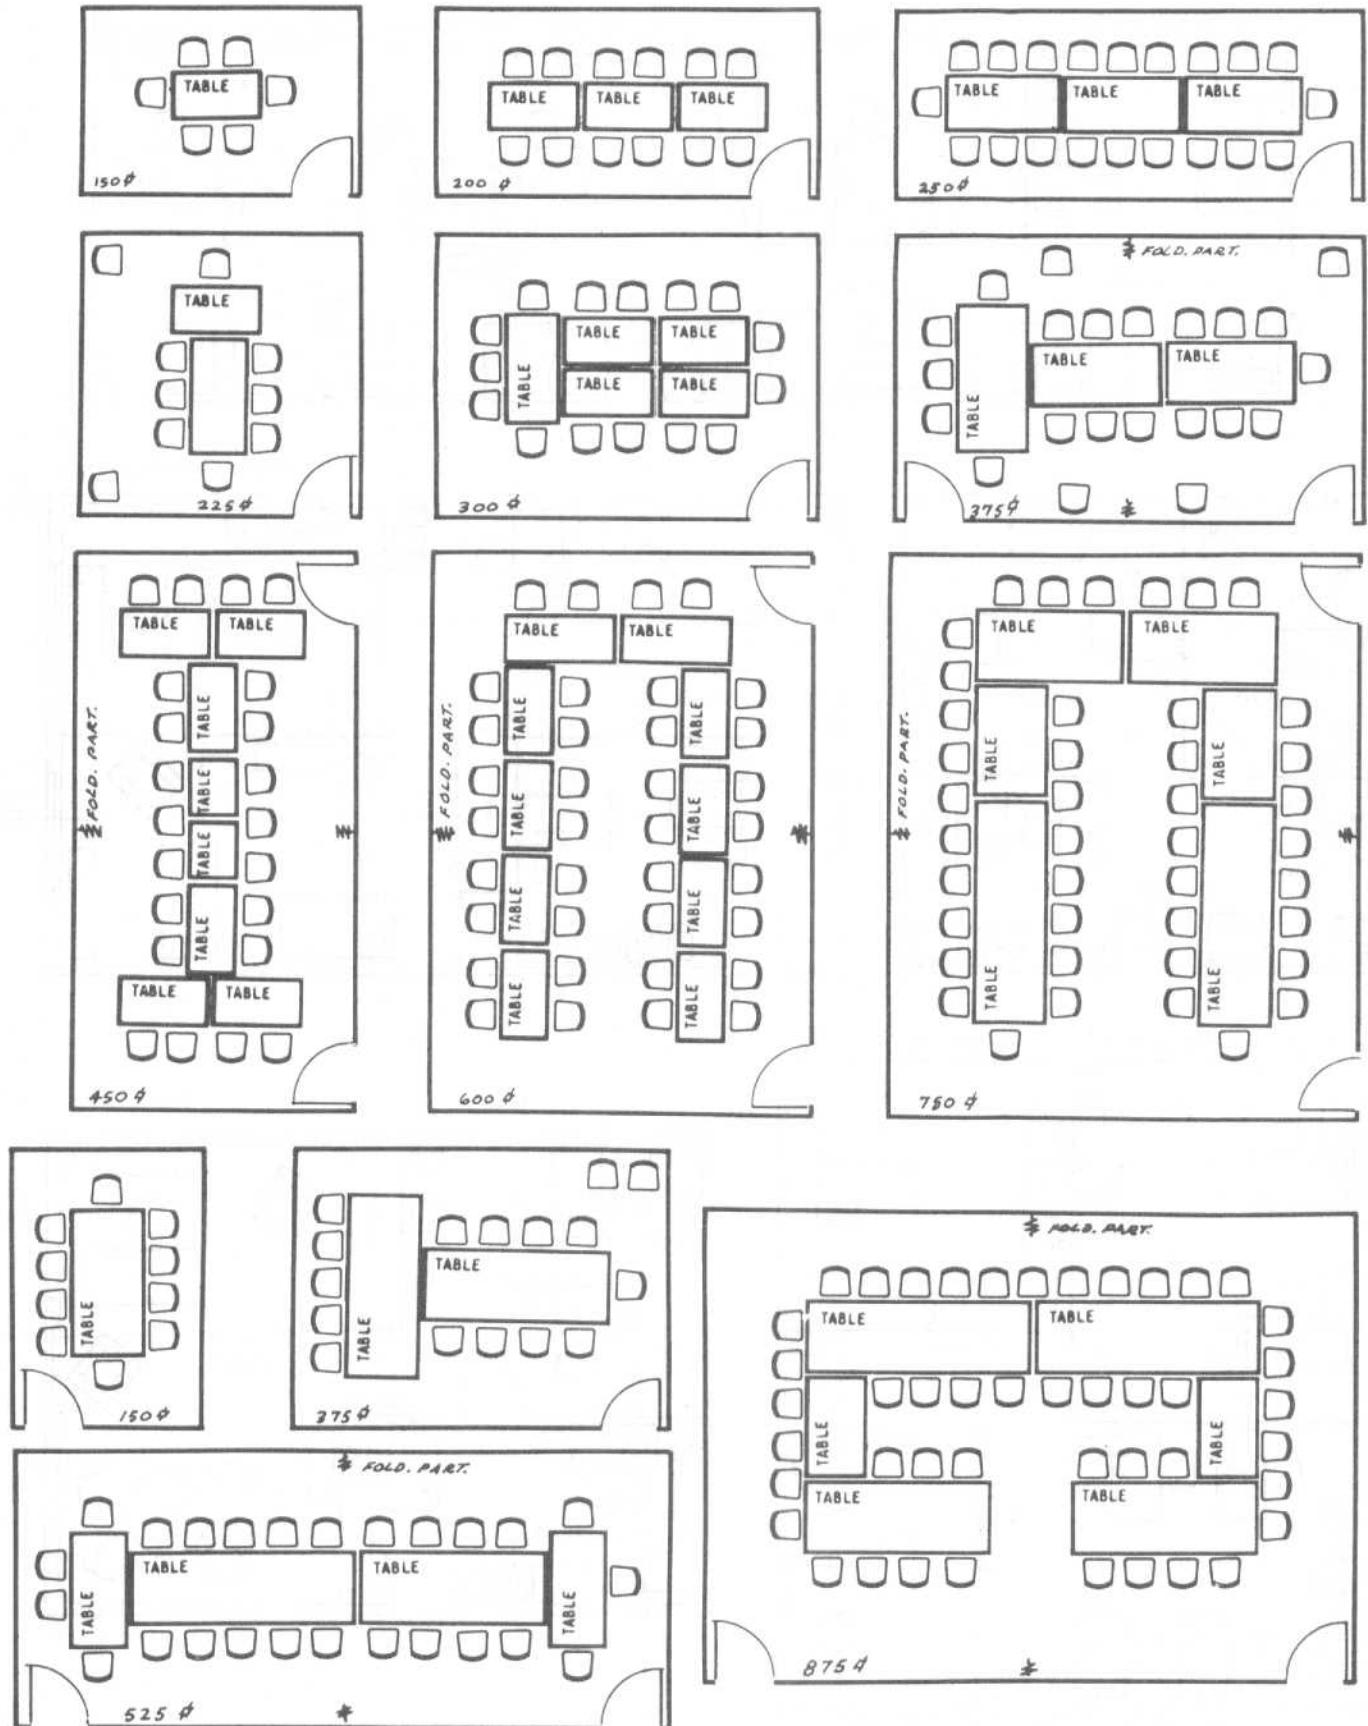 TABLE
150 ⌀
TABLE TABLE TABLE
200 ⌀
TABLE TABLE TABLE
250 ⌀
TABLE
225 ⌀
TABLE TABLE
TABLE TABLE
TABLE
300 ⌀
FOLD. PART.
TABLE TABLE
TABLE
375 ⌀
TABLE TABLE
TABLE
TABLE
FOLD. PART.
TABLE
TABLE
TABLE TABLE
450 ⌀
TABLE TABLE
TABLE TABLE
FOLD. PART.
TABLE TABLE
TABLE TABLE
TABLE TABLE
600 ⌀
TABLE TABLE
TABLE TABLE
FOLD. PART.
TABLE TABLE
750 ⌀
TABLE
150 ⌀
TABLE
TABLE
375 ⌀
FOLD. PART.
TABLE TABLE
TABLE TABLE
TABLE TABLE
875 ⌀
FOLD. PART.
TABLE TABLE TABLE TABLE
525 ⌀